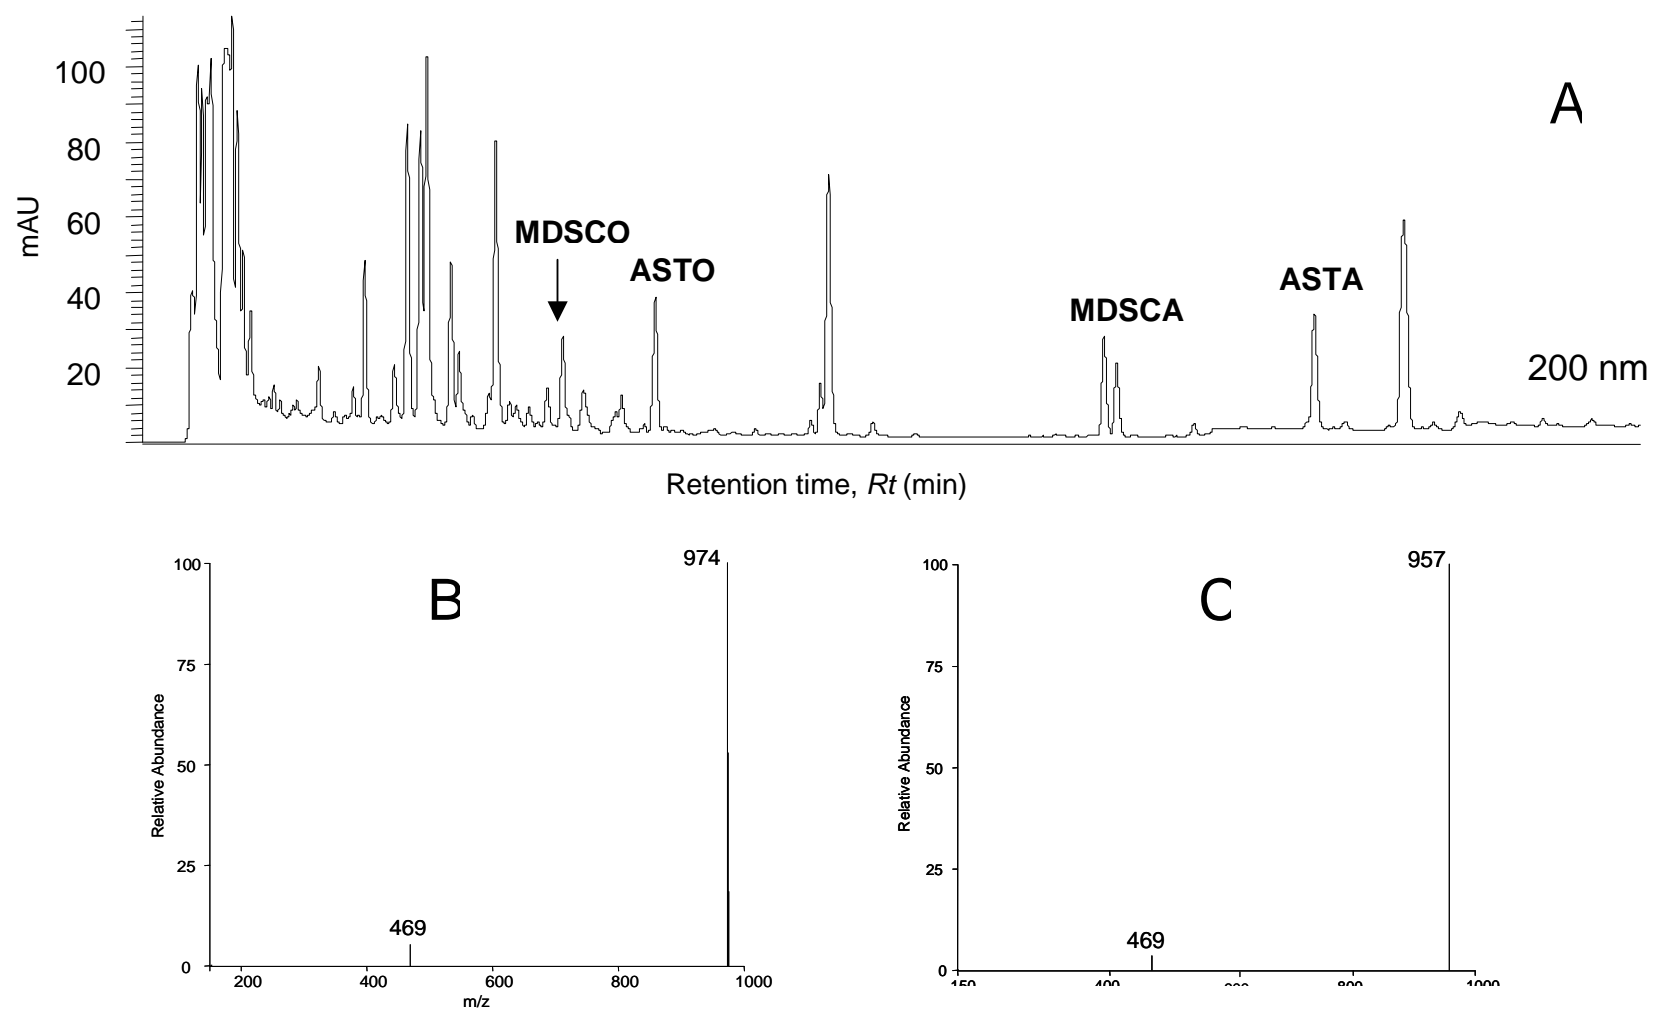 A
100
80
60
40
20
mAU
MDSCO
ASTO
MDSCA
ASTA
200 nm
Retention time, Rt (min)
B
974
100
75
50
25
0
469
Relative Abundance
200 400 600 800 1000
m/z
C
957
100
75
50
25
0
469
Relative Abundance
150 400 600 800 1000